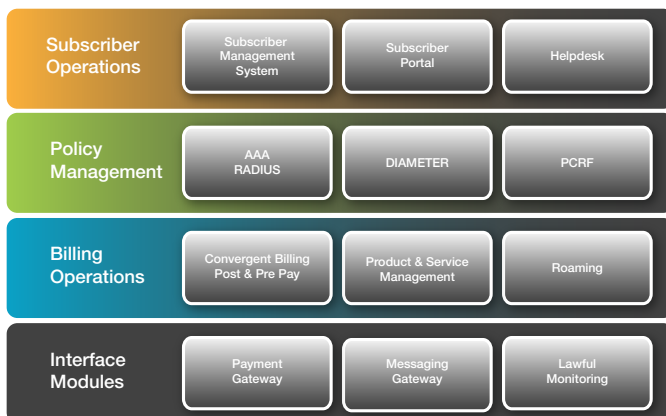 Subscriber
Operations
Subscriber
Management
System
Subscriber
Portal
Helpdesk
Policy
Management
AAA
RADIUS
DIAMETER
PCRF
Billing
Operations
Convergent Billing
Post & Pre Pay
Product & Service
Management
Roaming
Interface
Modules
Payment
Gateway
Messaging
Gateway
Lawful
Monitoring